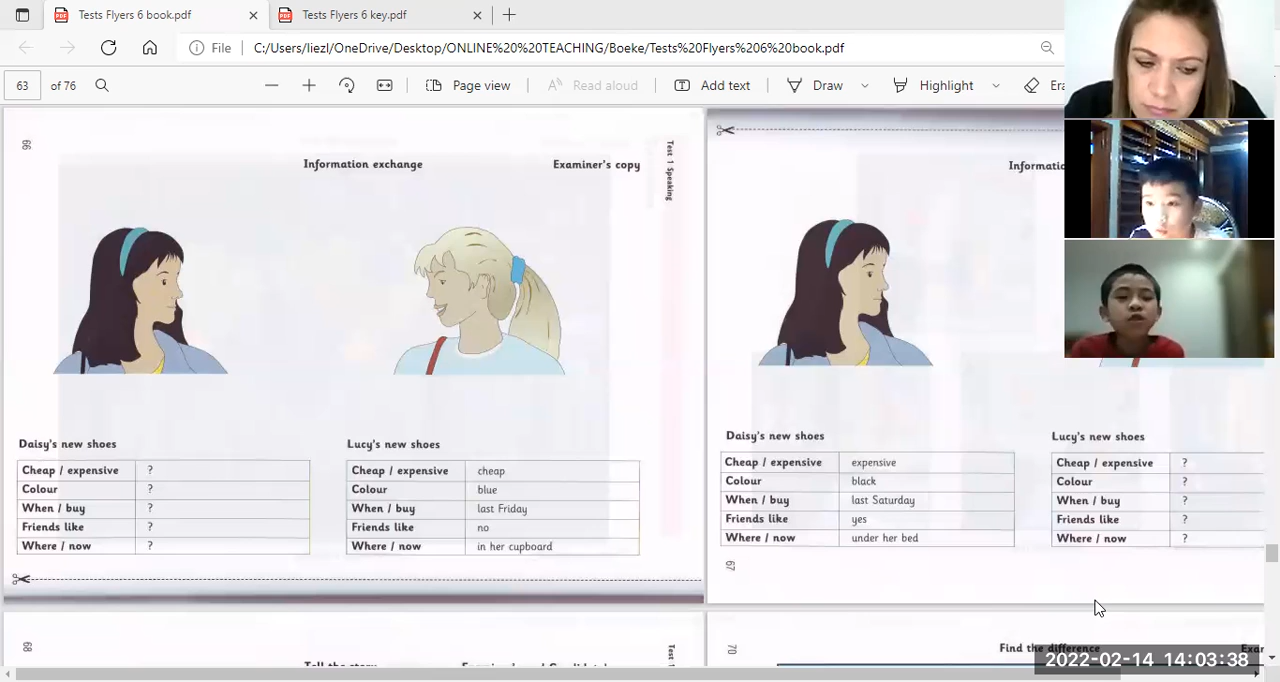 Tests Flyers 6 book.pdf
Tests Flyers 6 key.pdf
File C:/Users/liezl/OneDrive/Desktop/ONLINE%20%20TEACHING/Boeke/Tests%20Flyers%206%20book.pdf
63 of 76 Page view Read aloud Add text Draw Highlight Era
66
Information exchange Examiner's copy
Test 1 Speaking
Daisy's new shoes
Cheap / expensive ?
Colour ?
When / buy ?
Friends like ?
Where / now ?
Lucy's new shoes
Cheap / expensive cheap
Colour blue
When / buy last Friday
Friends like no
Where / now in her cupboard
Daisy's new shoes
Cheap / expensive expensive
Colour black
When / buy last Saturday
Friends like yes
Where / now under her bed
67
Lucy's new shoes
Cheap / expensive ?
Colour ?
When / buy ?
Friends like ?
Where / now ?
68
Test 1
70
Find the difference
2022-02-14 14:03:38